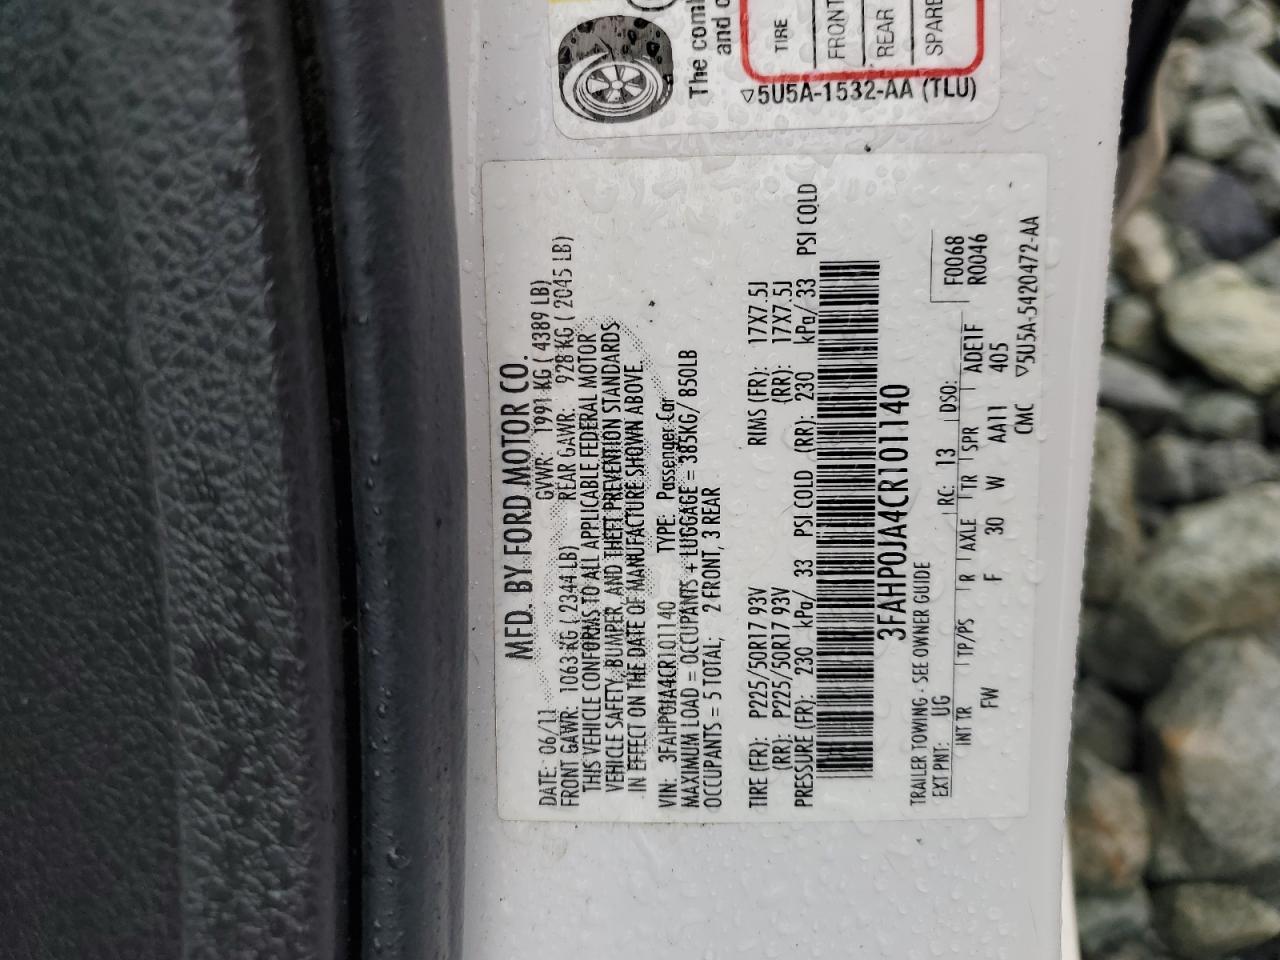 The com
and o
TIRE
FRONT
REAR
SPARE
▽5U5A-1532-AA (TLU)
MFD. BY FORD MOTOR CO.
DATE: 06/11 GVWR: 1991 KG ( 4389 LB)
FRONT GAWR: 1063 KG ( 2344 LB) REAR GAWR: 928 KG ( 2045 LB)
THIS VEHICLE CONFORMS TO ALL APPLICABLE FEDERAL MOTOR
VEHICLE SAFETY, BUMPER, AND THEFT PREVENTION STANDARDS
IN EFFECT ON THE DATE OF MANUFACTURE SHOWN ABOVE.
VIN: 3FAHP0JA4CR101140 TYPE: Passenger Car
MAXIMUM LOAD = OCCUPANTS + LUGGAGE = 385KG/ 850LB
OCCUPANTS = 5 TOTAL, 2 FRONT, 3 REAR
TIRE (FR): P225/50R17 93V RIMS (FR): 17X7.5J
(RR): P225/50R17 93V (RR): 17X7.5J
PRESSURE (FR): 230 kPa/ 33 PSI COLD (RR): 230 kPa/ 33 PSI COLD
3FAHP0JA4CR101140
TRAILER TOWING - SEE OWNER GUIDE
EXT PNT: UG RC: 13 DSO: F0068
R0046
INT TR TP/PS R AXLE TR SPR ADETF
FW F 30 W AA11 405
CMC ▽5U5A-5420472-AA